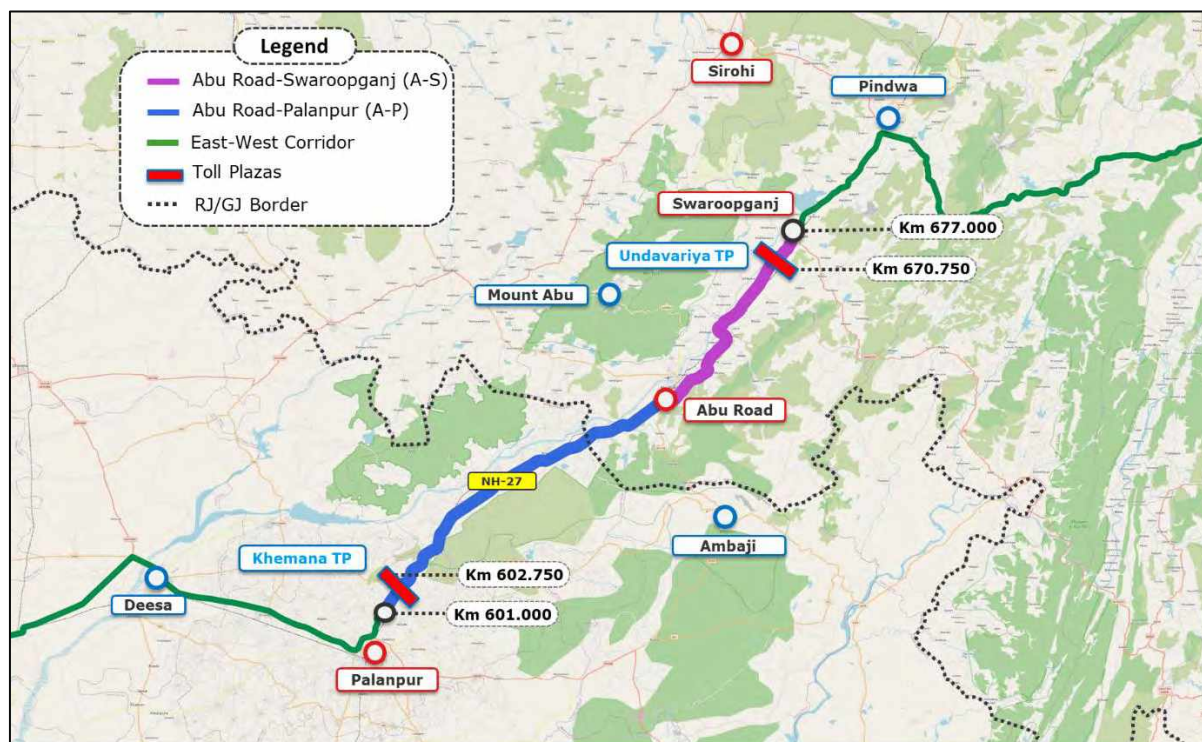 Legend
Abu Road-Swaroopganj (A-S)
Abu Road-Palanpur (A-P)
East-West Corridor
Toll Plazas
RJ/GJ Border
Sirohi
Pindwa
Swaroopganj
Km 677.000
Undavariya TP
Km 670.750
Mount Abu
Abu Road
NH-27
Ambaji
Khemana TP
Km 602.750
Deesa
Km 601.000
Palanpur